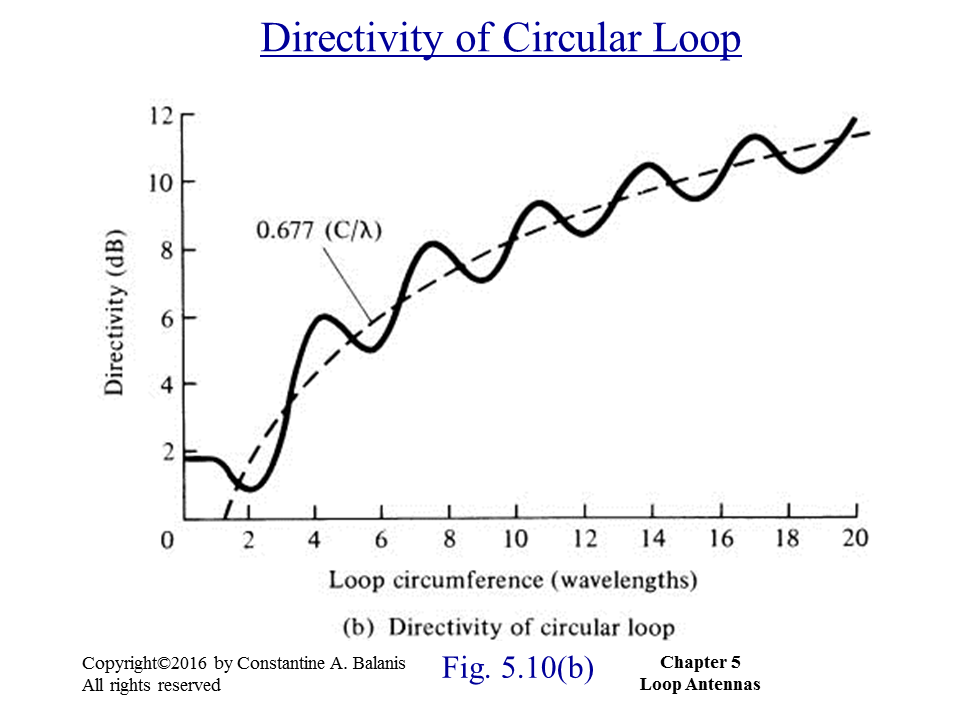 Directivity of Circular Loop
12
10
8
6
4
2
0.677 (C/λ)
Directivity (dB)
0 2 4 6 8 10 12 14 16 18 20
Loop circumference (wavelengths)
(b) Directivity of circular loop
Copyright©2016 by Constantine A. Balanis
All rights reserved
Fig. 5.10(b)
Chapter 5
Loop Antennas